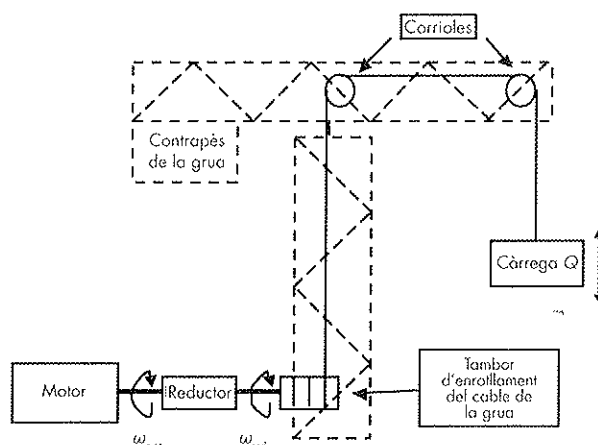 Corrioles
Contrapès
de la grua
Càrrega Q
Motor
Reductor
Tambor
d'enrotllament
del cable de
la grua